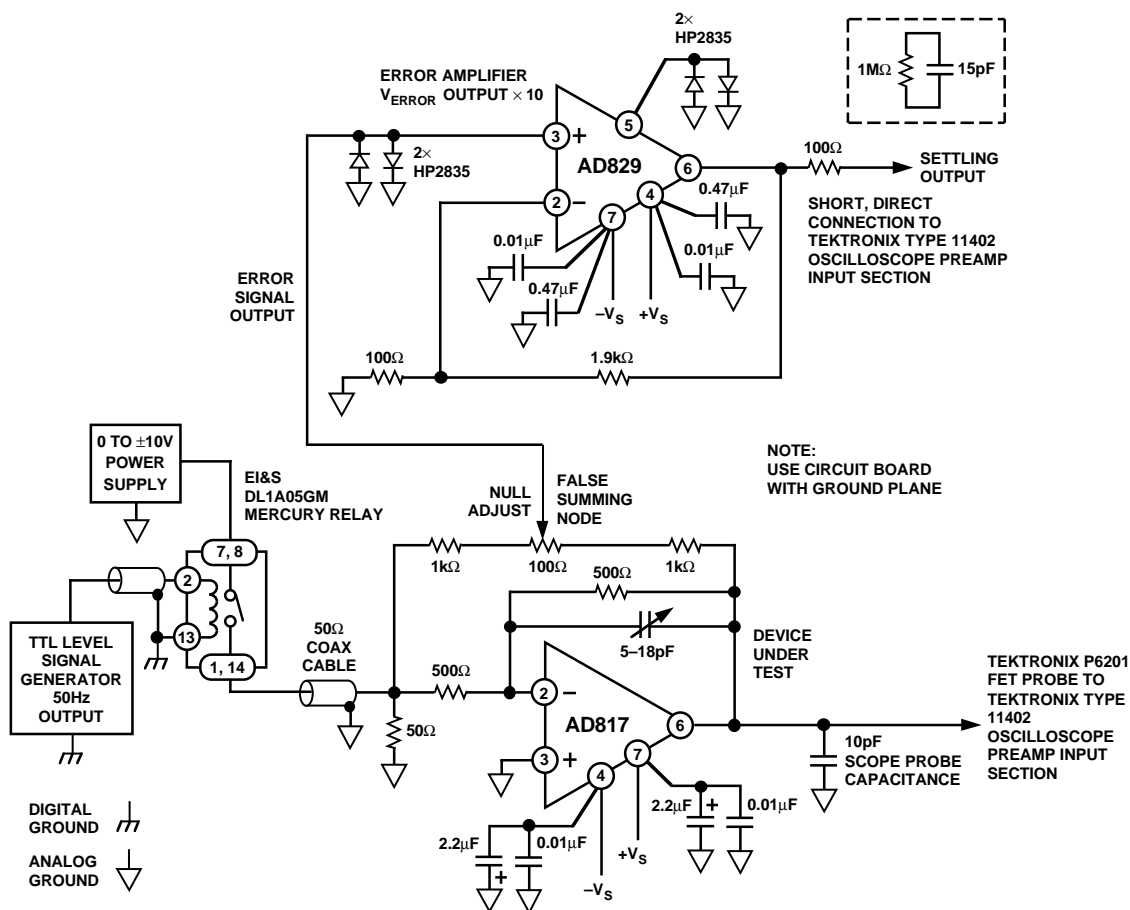 2×
HP2835
1MΩ
15pF
ERROR AMPLIFIER
VERROR OUTPUT × 10
5
3
+
AD829
6
2×
HP2835
2
−
7
4
100Ω
SETTLING
OUTPUT
0.47µF
0.01µF
0.01µF
0.47µF
–VS
+VS
SHORT, DIRECT
CONNECTION TO
TEKTRONIX TYPE 11402
OSCILLOSCOPE PREAMP
INPUT SECTION
ERROR
SIGNAL
OUTPUT
100Ω
1.9kΩ
0 TO ±10V
POWER
SUPPLY
EI&S
DL1A05GM
MERCURY RELAY
NULL
ADJUST
FALSE
SUMMING
NODE
NOTE:
USE CIRCUIT BOARD
WITH GROUND PLANE
7, 8
2
13
1, 14
1kΩ
100Ω
1kΩ
500Ω
5–18pF
TTL LEVEL
SIGNAL
GENERATOR
50Hz
OUTPUT
50Ω
COAX
CABLE
500Ω
50Ω
DEVICE
UNDER
TEST
2
−
AD817
6
3
+
7
4
TEKTRONIX P6201
FET PROBE TO
TEKTRONIX TYPE
11402
OSCILLOSCOPE
PREAMP INPUT
SECTION
10pF
SCOPE PROBE
CAPACITANCE
2.2µF
+
0.01µF
2.2µF
+
0.01µF
+VS
–VS
DIGITAL
GROUND
ANALOG
GROUND